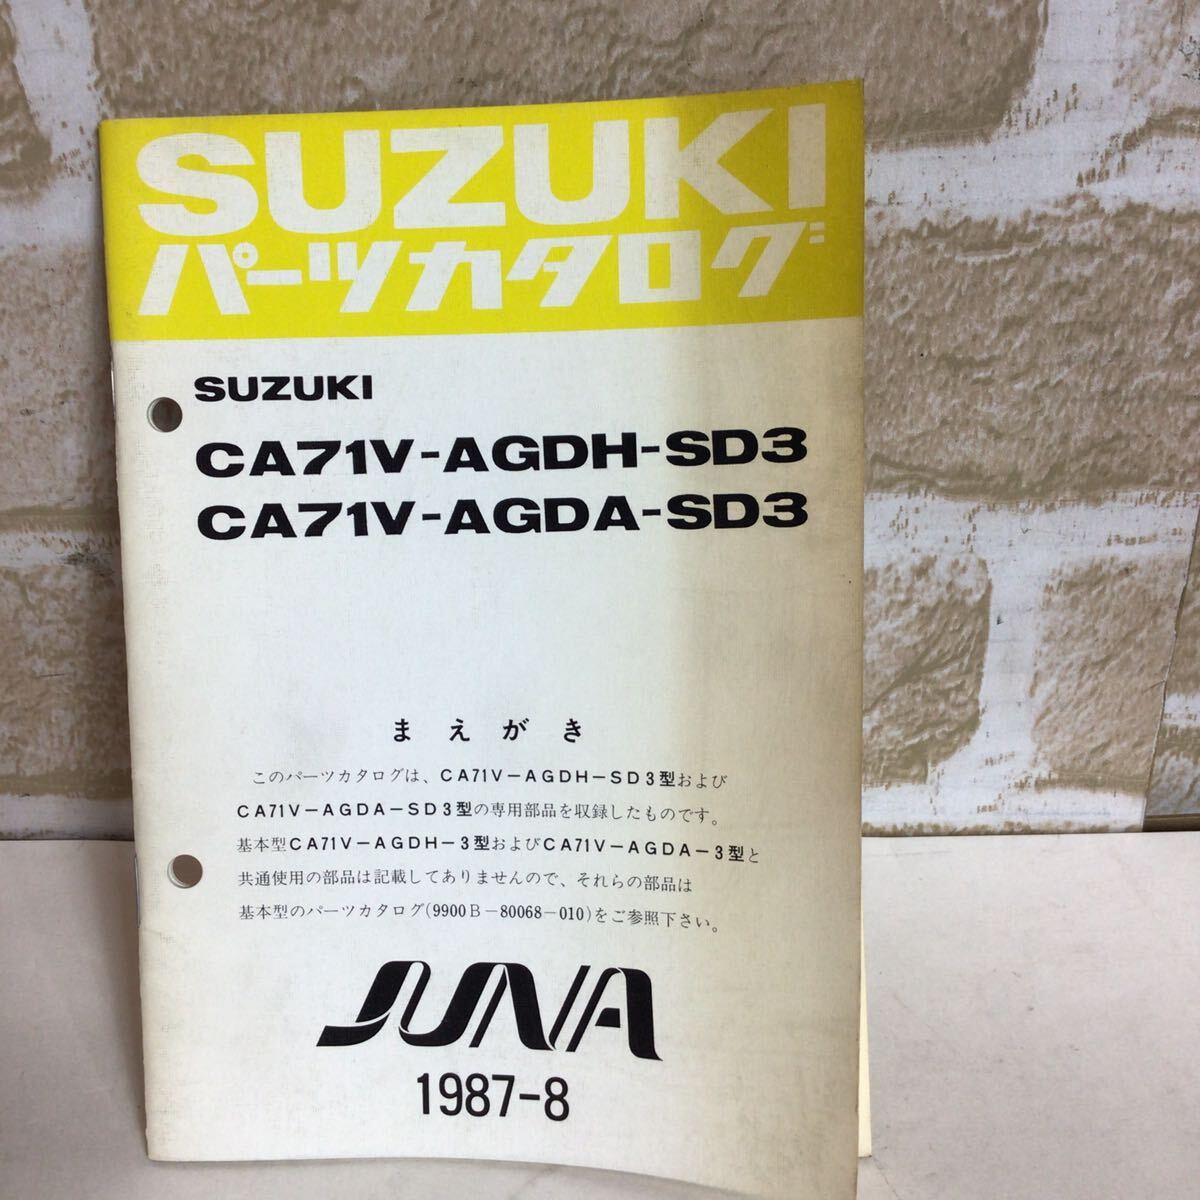 SUZUKI
パーツカタログ
SUZUKI
CA71V-AGDH-SD3
CA71V-AGDA-SD3
まえがき
このパーツカタログは、CA71V-AGDH-SD3型および
CA71V-AGDA-SD3型の専用部品を収録したものです。
基本型CA71V-AGDH-3型およびCA71V-AGDA-3型と
共通使用の部品は記載してありませんので、それらの部品は
基本型のパーツカタログ(9900B-80068-010)をご参照下さい。
JUNA
1987-8